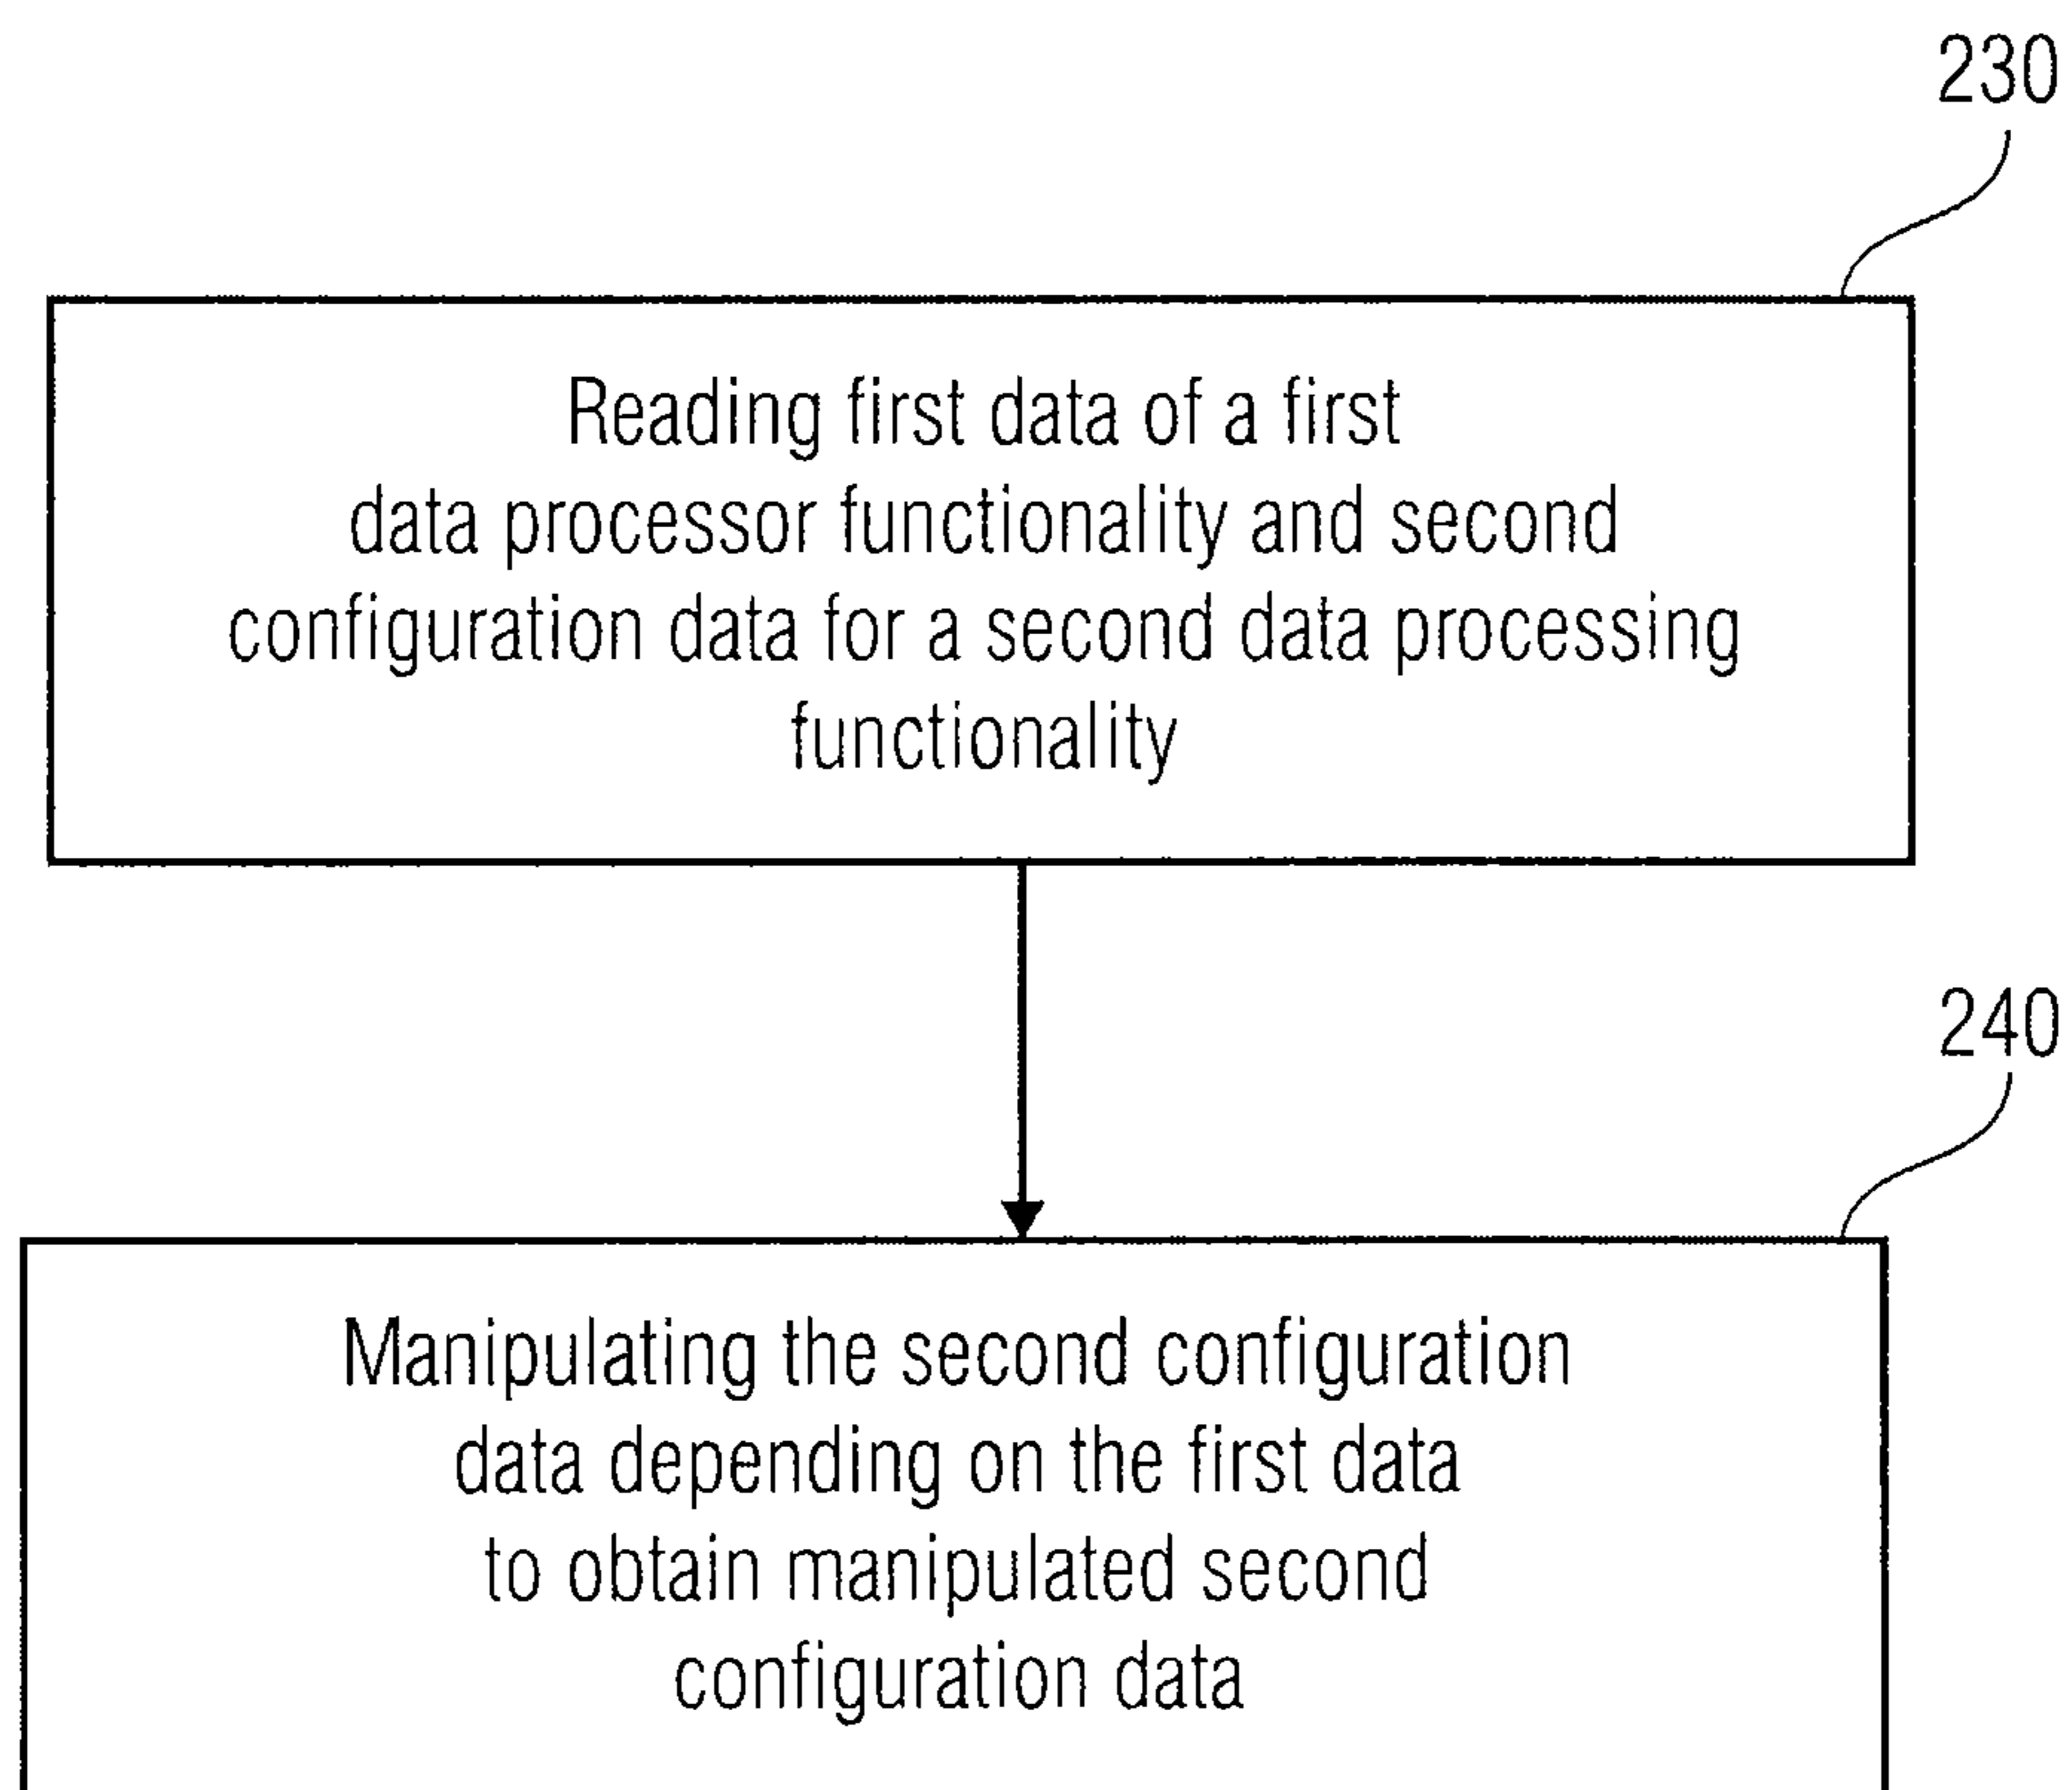 230
Reading first data of a first
data processor functionality and second
configuration data for a second data processing
functionality
240
Manipulating the second configuration
data depending on the first data
to obtain manipulated second
configuration data